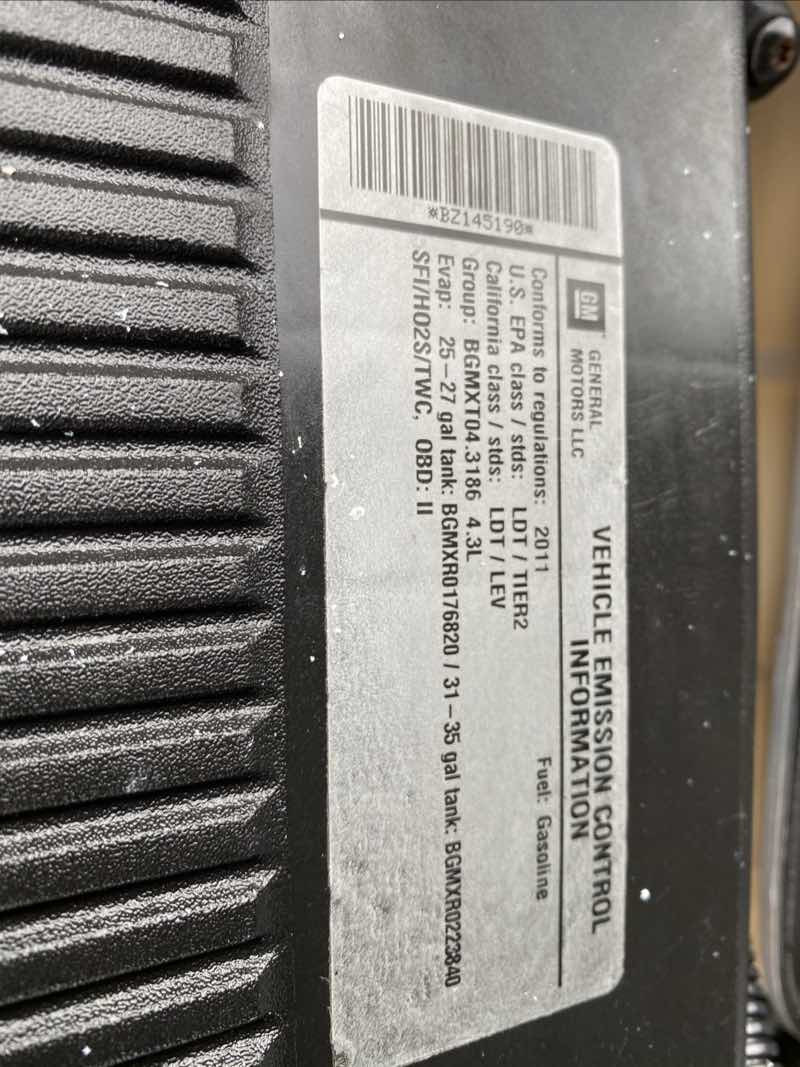 *BZ145190*
GM
GENERAL
MOTORS LLC
VEHICLE EMISSION CONTROL
INFORMATION
Conforms to regulations: 2011 Fuel: Gasoline
U.S. EPA class / stds: LDT / TIER2
California class / stds: LDT / LEV
Group: BGMXT04.3186 4.3L
Evap: 25-27 gal tank: BGMXR0176820 / 31-35 gal tank: BGMXR0223840
SFI/HO2S/TWC, OBD: II